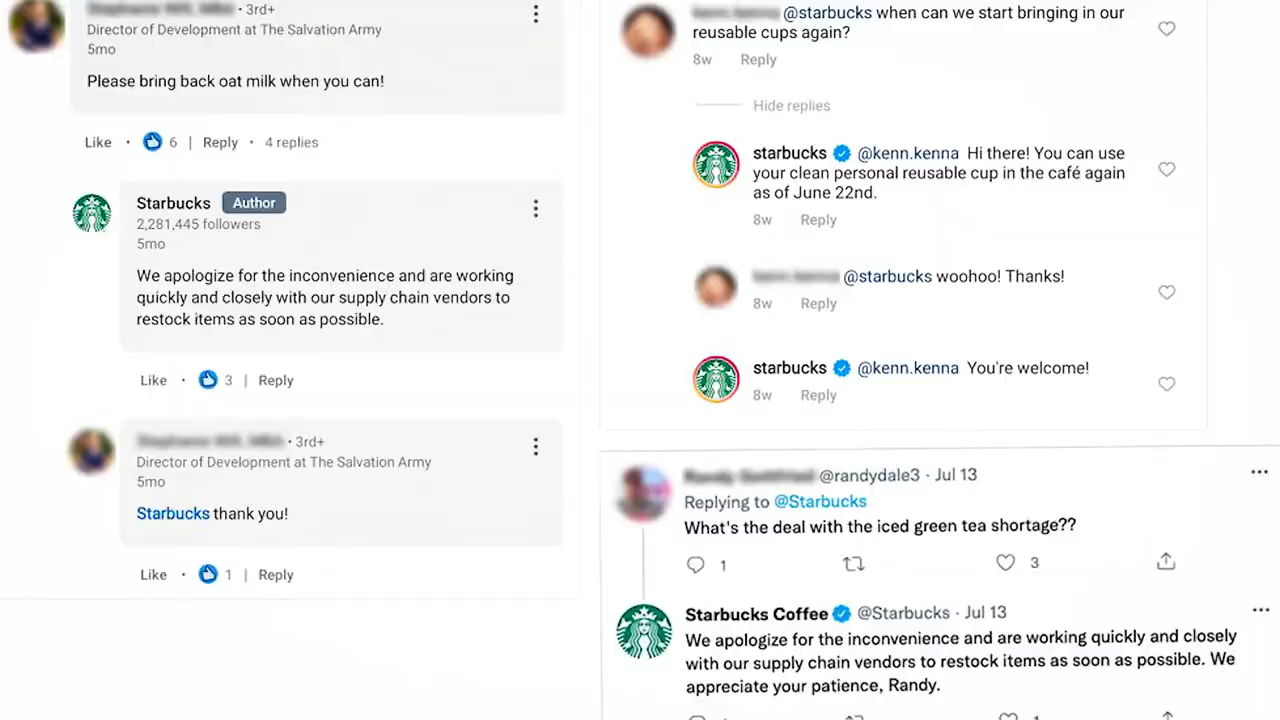 · 3rd+
Director of Development at The Salvation Army
5mo
Please bring back oat milk when you can!
Like · 6 | Reply · 4 replies
Starbucks Author
2,281,445 followers
5mo
We apologize for the inconvenience and are working
quickly and closely with our supply chain vendors to
restock items as soon as possible.
Like · 3 | Reply
· 3rd+
Director of Development at The Salvation Army
5mo
Starbucks thank you!
Like · 1 | Reply
@starbucks when can we start bringing in our
reusable cups again?
8w Reply
Hide replies
starbucks @kenn.kenna Hi there! You can use
your clean personal reusable cup in the café again
as of June 22nd.
8w Reply
@starbucks woohoo! Thanks!
8w Reply
starbucks @kenn.kenna You're welcome!
8w Reply
@randydale3 · Jul 13
Replying to @Starbucks
What's the deal with the iced green tea shortage??
1 3
Starbucks Coffee @Starbucks · Jul 13
We apologize for the inconvenience and are working quickly and closely
with our supply chain vendors to restock items as soon as possible. We
appreciate your patience, Randy.